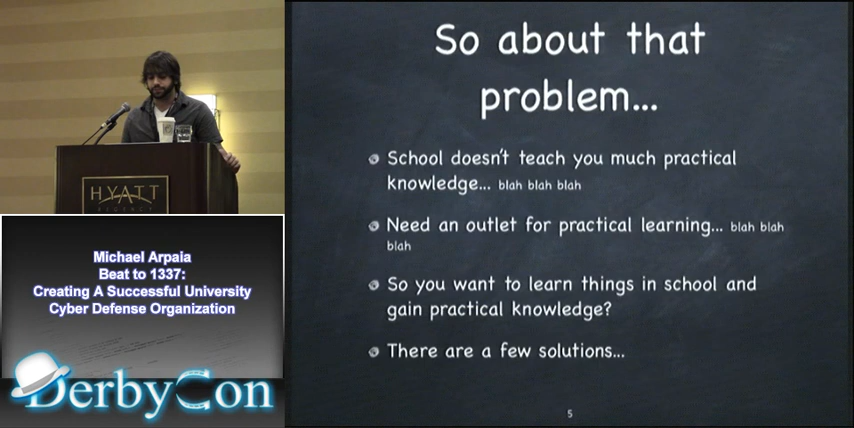 So about that
problem...
School doesn't teach you much practical
knowledge... blah blah blah
Need an outlet for practical learning... blah blah
blah
So you want to learn things in school and
gain practical knowledge?
There are a few solutions...
5
HYATT
REGENCY
Michael Arpaia
Beat to 1337:
Creating A Successful University
Cyber Defense Organization
DerbyCon